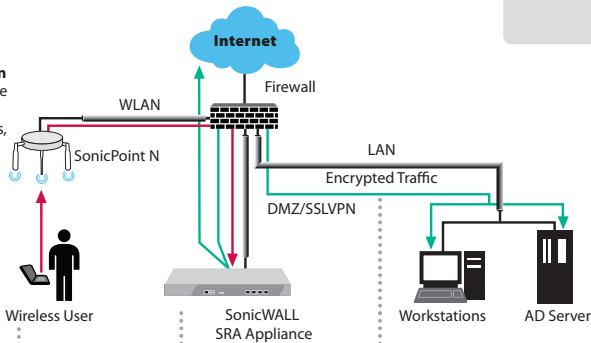 Internet
n
e
s,
Firewall
WLAN
SonicPoint N
LAN
Encrypted Traffic
DMZ/SSLVPN
Wireless User
SonicWALL
SRA Appliance
Workstations
AD Server